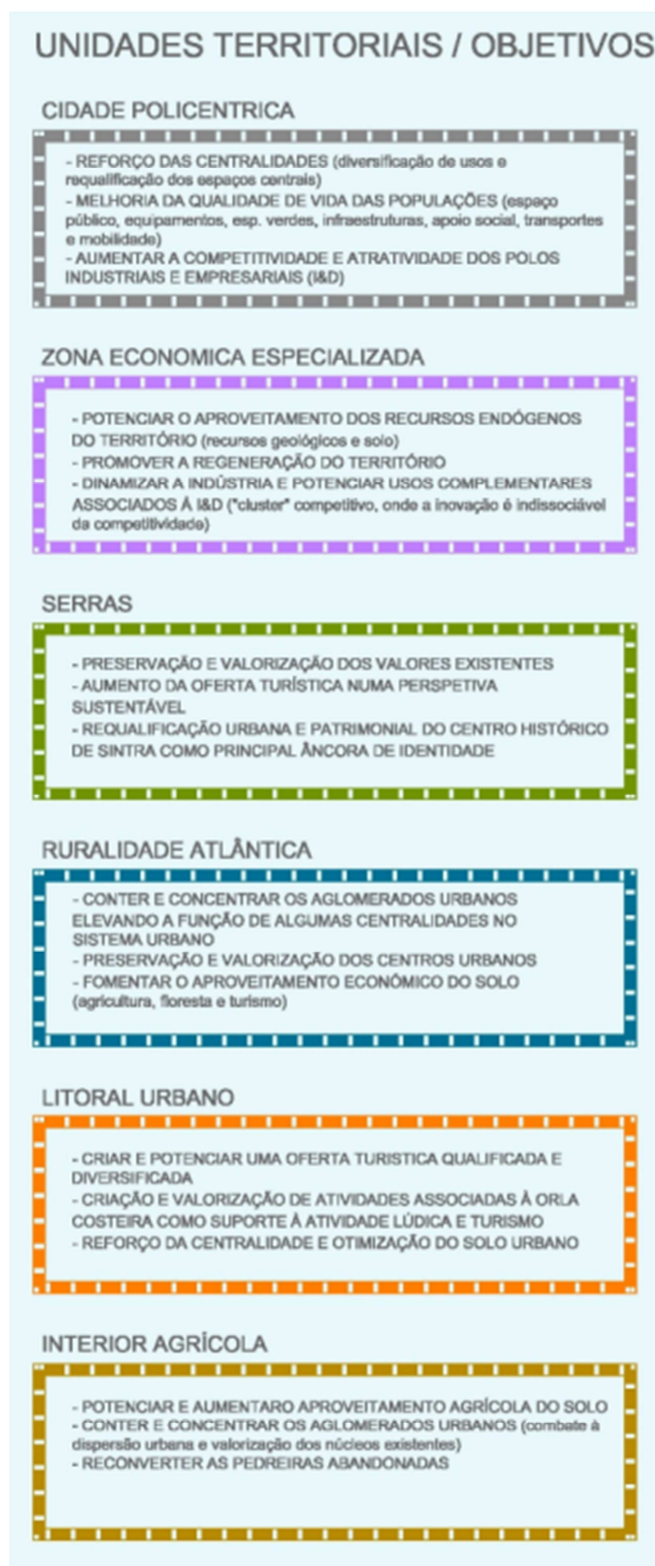 UNIDADES TERRITORIAIS / OBJETIVOS
CIDADE POLICENTRICA
- REFORÇO DAS CENTRALIDADES (diversificação de usos e
requalificação dos espaços centrais)
- MELHORIA DA QUALIDADE DE VIDA DAS POPULAÇÕES (espaço
público, equipamentos, esp. verdes, infraestruturas, apoio social, transportes
e mobilidade)
- AUMENTAR A COMPETITIVIDADE E ATRATIVIDADE DOS POLOS
INDUSTRIAIS E EMPRESARIAIS (I&D)
ZONA ECONOMICA ESPECIALIZADA
- POTENCIAR O APROVEITAMENTO DOS RECURSOS ENDÓGENOS
DO TERRITÓRIO (recursos geológicos e solo)
- PROMOVER A REGENERAÇÃO DO TERRITÓRIO
- DINAMIZAR A INDÚSTRIA E POTENCIAR USOS COMPLEMENTARES
ASSOCIADOS Á I&D ("cluster" competitivo, onde a inovação é indissociável
da competitividade)
SERRAS
- PRESERVAÇÃO E VALORIZAÇÃO DOS VALORES EXISTENTES
- AUMENTO DA OFERTA TURÍSTICA NUMA PERSPETIVA
SUSTENTÁVEL
- REQUALIFICAÇÃO URBANA E PATRIMONIAL DO CENTRO HISTÓRICO
DE SINTRA COMO PRINCIPAL ÂNCORA DE IDENTIDADE
RURALIDADE ATLÂNTICA
- CONTER E CONCENTRAR OS AGLOMERADOS URBANOS
ELEVANDO A FUNÇÃO DE ALGUMAS CENTRALIDADES NO
SISTEMA URBANO
- PRESERVAÇÃO E VALORIZAÇÃO DOS CENTROS URBANOS
- FOMENTAR O APROVEITAMENTO ECONÓMICO DO SOLO
(agricultura, floresta e turismo)
LITORAL URBANO
- CRIAR E POTENCIAR UMA OFERTA TURISTICA QUALIFICADA E
DIVERSIFICADA
- CRIAÇÃO E VALORIZAÇÃO DE ATIVIDADES ASSOCIADAS À ORLA
COSTEIRA COMO SUPORTE À ATIVIDADE LÚDICA E TURISMO
- REFORÇO DA CENTRALIDADE E OTIMIZAÇÃO DO SOLO URBANO
INTERIOR AGRÍCOLA
- POTENCIAR E AUMENTARO APROVEITAMENTO AGRÍCOLA DO SOLO
- CONTER E CONCENTRAR OS AGLOMERADOS URBANOS (combate à
dispersão urbana e valorização dos núcleos existentes)
- RECONVERTER AS PEDREIRAS ABANDONADAS